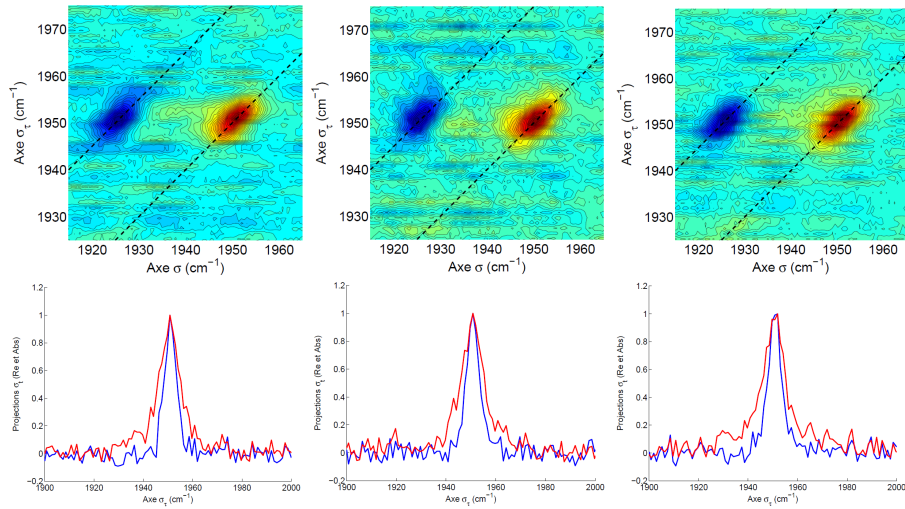 1970
1960
1950
1940
1930
Axe στ (cm−1)
1920 1930 1940 1950 1960
Axe σ (cm−1)
1970
1960
1950
1940
1930
Axe στ (cm−1)
1920 1930 1940 1950 1960
Axe σ (cm−1)
1970
1960
1950
1940
1930
Axe στ (cm−1)
1920 1930 1940 1950 1960
Axe σ (cm−1)
1.2
1
0.8
0.6
0.4
0.2
0
−0.2
Projections σt (Re et Abs)
1900 1920 1940 1960 1980 2000
Axe στ (cm−1)
1.2
1
0.8
0.6
0.4
0.2
0
−0.2
Projections σt (Re et Abs)
1900 1920 1940 1960 1980 2000
Axe στ (cm−1)
1.2
1
0.8
0.6
0.4
0.2
0
−0.2
Projections σt (Re et Abs)
1900 1920 1940 1960 1980 2000
Axe στ (cm−1)